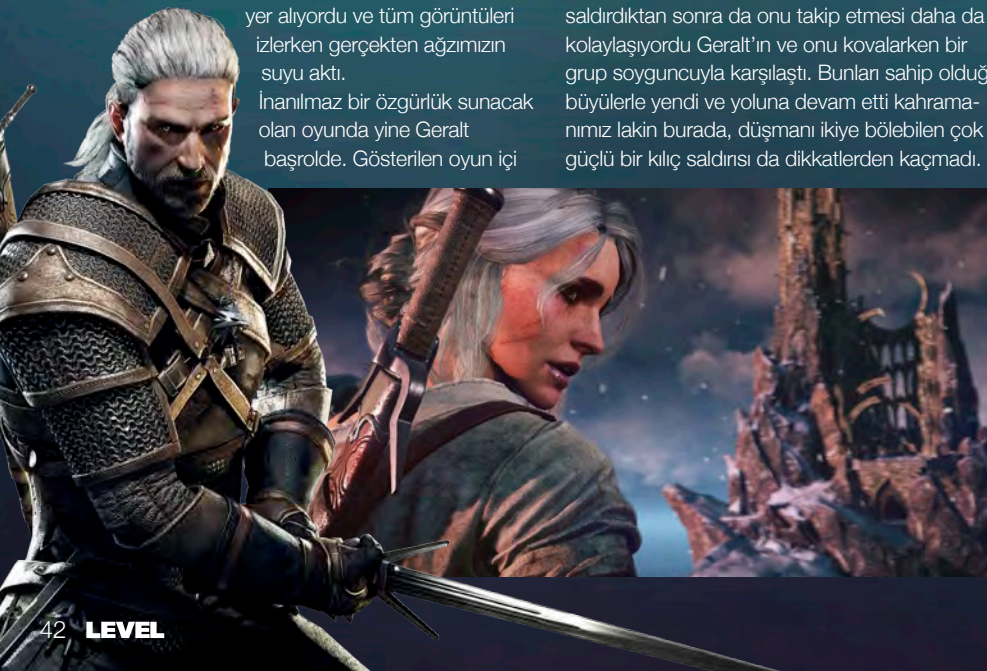 yer alıyordu ve tüm görüntüleri
izlerken gerçekten ağzımızın
suyu aktı.
İnanılmaz bir özgürlük sunacak
olan oyunda yine Geralt
başrolde. Gösterilen oyun içi
saldırdıktan sonra da onu takip etmesi daha da
kolaylaşıyordu Geralt’ın ve onu kovalarken bir
grup soyguncuyla karşılaştı. Bunları sahip olduğ
büyülerle yendi ve yoluna devam etti kahrama-
nımız lakin burada, düşmanı ikiye bölebilen çok
güçlü bir kılıç saldırısı da dikkatlerden kaçmadı.
42 LEVEL